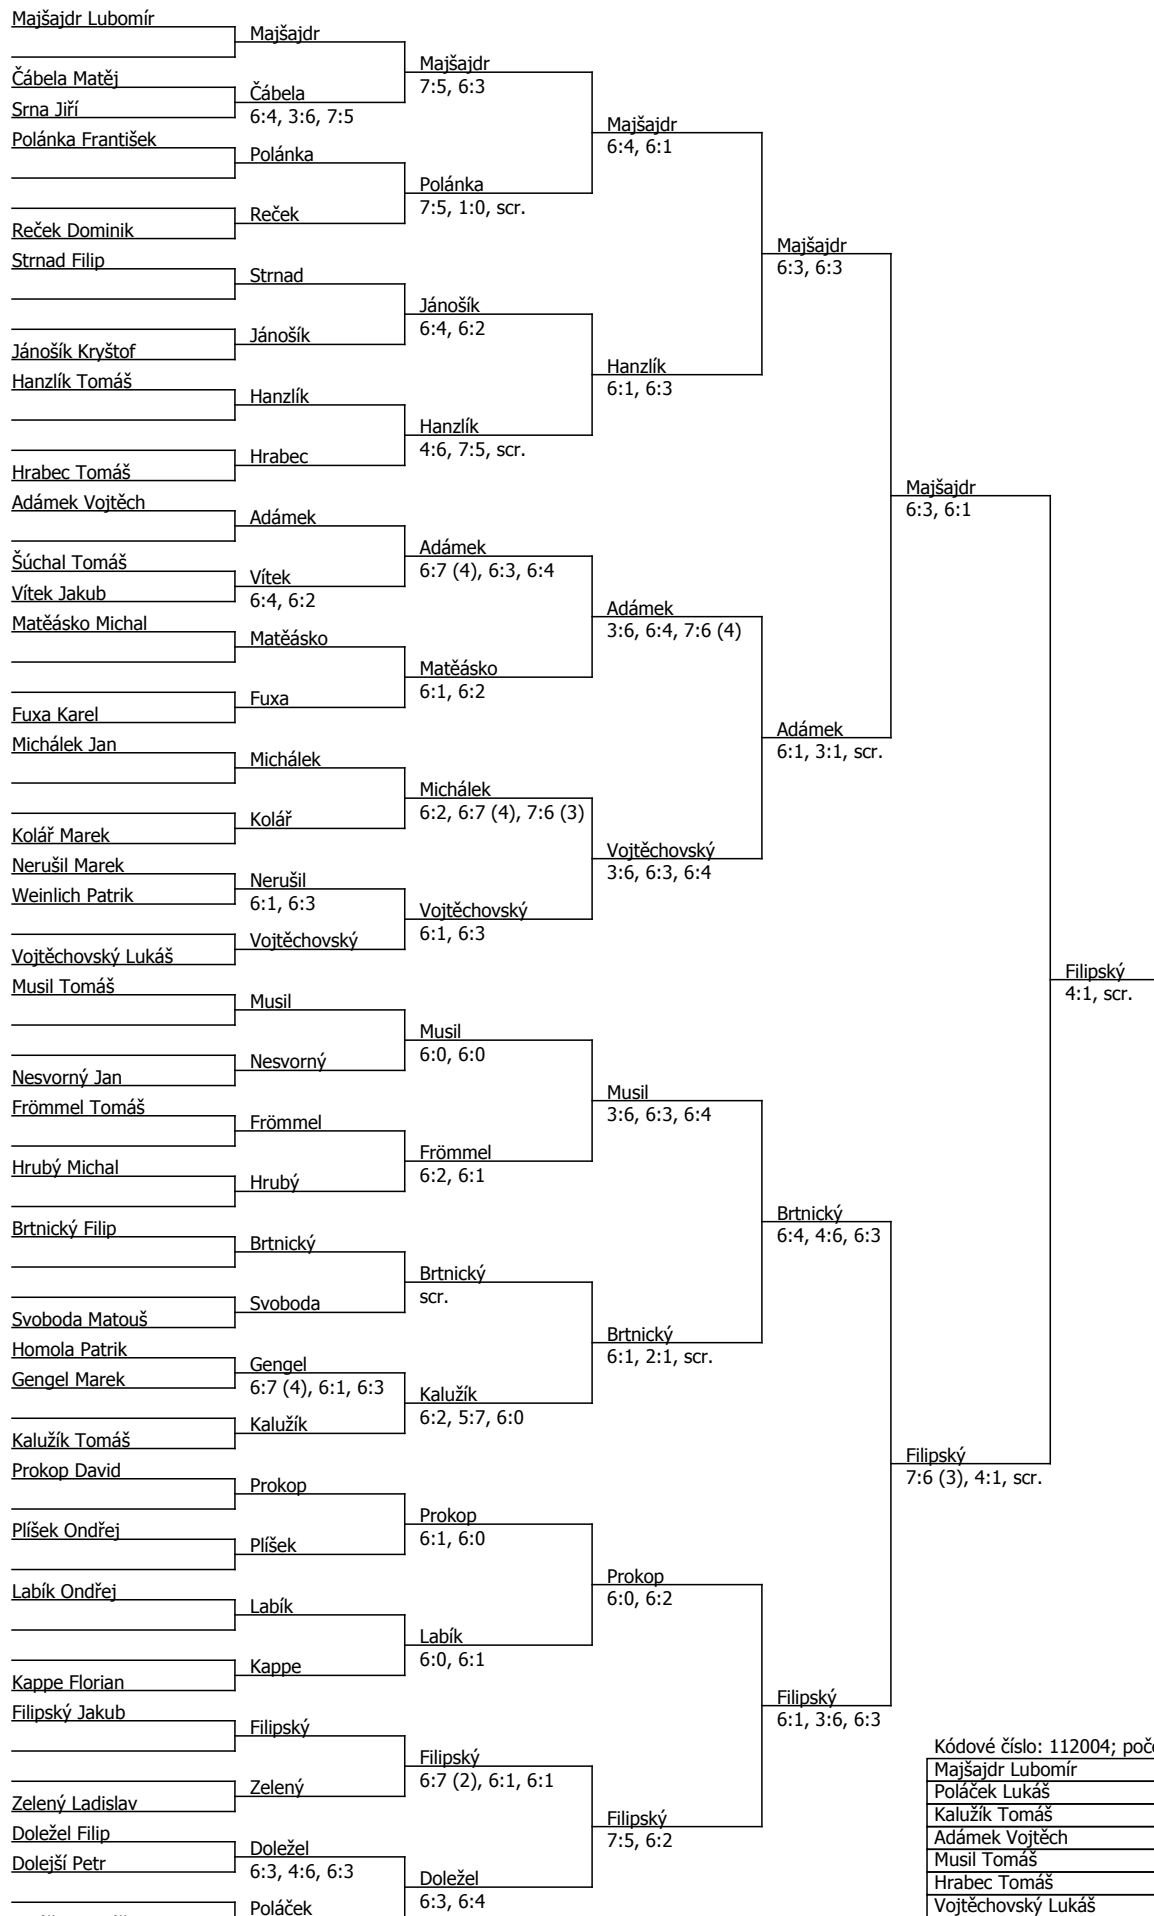 Majšajdr Lubomír
Čábela Matěj
Srna Jiří
Polánka František
Reček Dominik
Strnad Filip
Jánošík Kryštof
Hanzlík Tomáš
Hrabec Tomáš
Adámek Vojtěch
Šúchal Tomáš
Vítek Jakub
Matěásko Michal
Fuxa Karel
Michálek Jan
Kolář Marek
Nerušil Marek
Weinlich Patrik
Vojtěchovský Lukáš
Musil Tomáš
Nesvorný Jan
Frömmel Tomáš
Hrubý Michal
Brtnický Filip
Svoboda Matouš
Homola Patrik
Gengel Marek
Kalužík Tomáš
Prokop David
Plíšek Ondřej
Labík Ondřej
Kappe Florian
Filipský Jakub
Zelený Ladislav
Doležel Filip
Dolejší Petr
Majšajdr
Čábela
6:4, 3:6, 7:5
Polánka
Reček
Strnad
Jánošík
Hanzlík
Hrabec
Adámek
Vítek
6:4, 6:2
Matěásko
Fuxa
Michálek
Kolář
Nerušil
6:1, 6:3
Vojtěchovský
Musil
Nesvorný
Frömmel
Hrubý
Brtnický
Svoboda
Gengel
6:7 (4), 6:1, 6:3
Kalužík
Prokop
Plíšek
Labík
Kappe
Filipský
Zelený
Doležel
6:3, 4:6, 6:3
Poláček
Majšajdr
7:5, 6:3
Polánka
7:5, 1:0, scr.
Jánošík
6:4, 6:2
Hanzlík
4:6, 7:5, scr.
Adámek
6:7 (4), 6:3, 6:4
Matěásko
6:1, 6:2
Michálek
6:2, 6:7 (4), 7:6 (3)
Vojtěchovský
6:1, 6:3
Musil
6:0, 6:0
Frömmel
6:2, 6:1
Brtnický
scr.
Kalužík
6:2, 5:7, 6:0
Prokop
6:1, 6:0
Labík
6:0, 6:1
Filipský
6:7 (2), 6:1, 6:1
Doležel
6:3, 6:4
Majšajdr
6:4, 6:1
Hanzlík
6:1, 6:3
Adámek
3:6, 6:4, 7:6 (4)
Vojtěchovský
3:6, 6:3, 6:4
Musil
3:6, 6:3, 6:4
Brtnický
6:1, 2:1, scr.
Prokop
6:0, 6:2
Filipský
7:5, 6:2
Majšajdr
6:3, 6:3
Adámek
6:1, 3:1, scr.
Brtnický
6:4, 4:6, 6:3
Filipský
6:1, 3:6, 6:3
Majšajdr
6:3, 6:1
Filipský
7:6 (3), 4:1, scr.
Filipský
4:1, scr.
Kódové číslo: 112004;
Majšajdr Lubomír
Poláček Lukáš
Kalužík Tomáš
Adámek Vojtěch
Musil Tomáš
Hrabec Tomáš
Vojtěchovský Lukáš